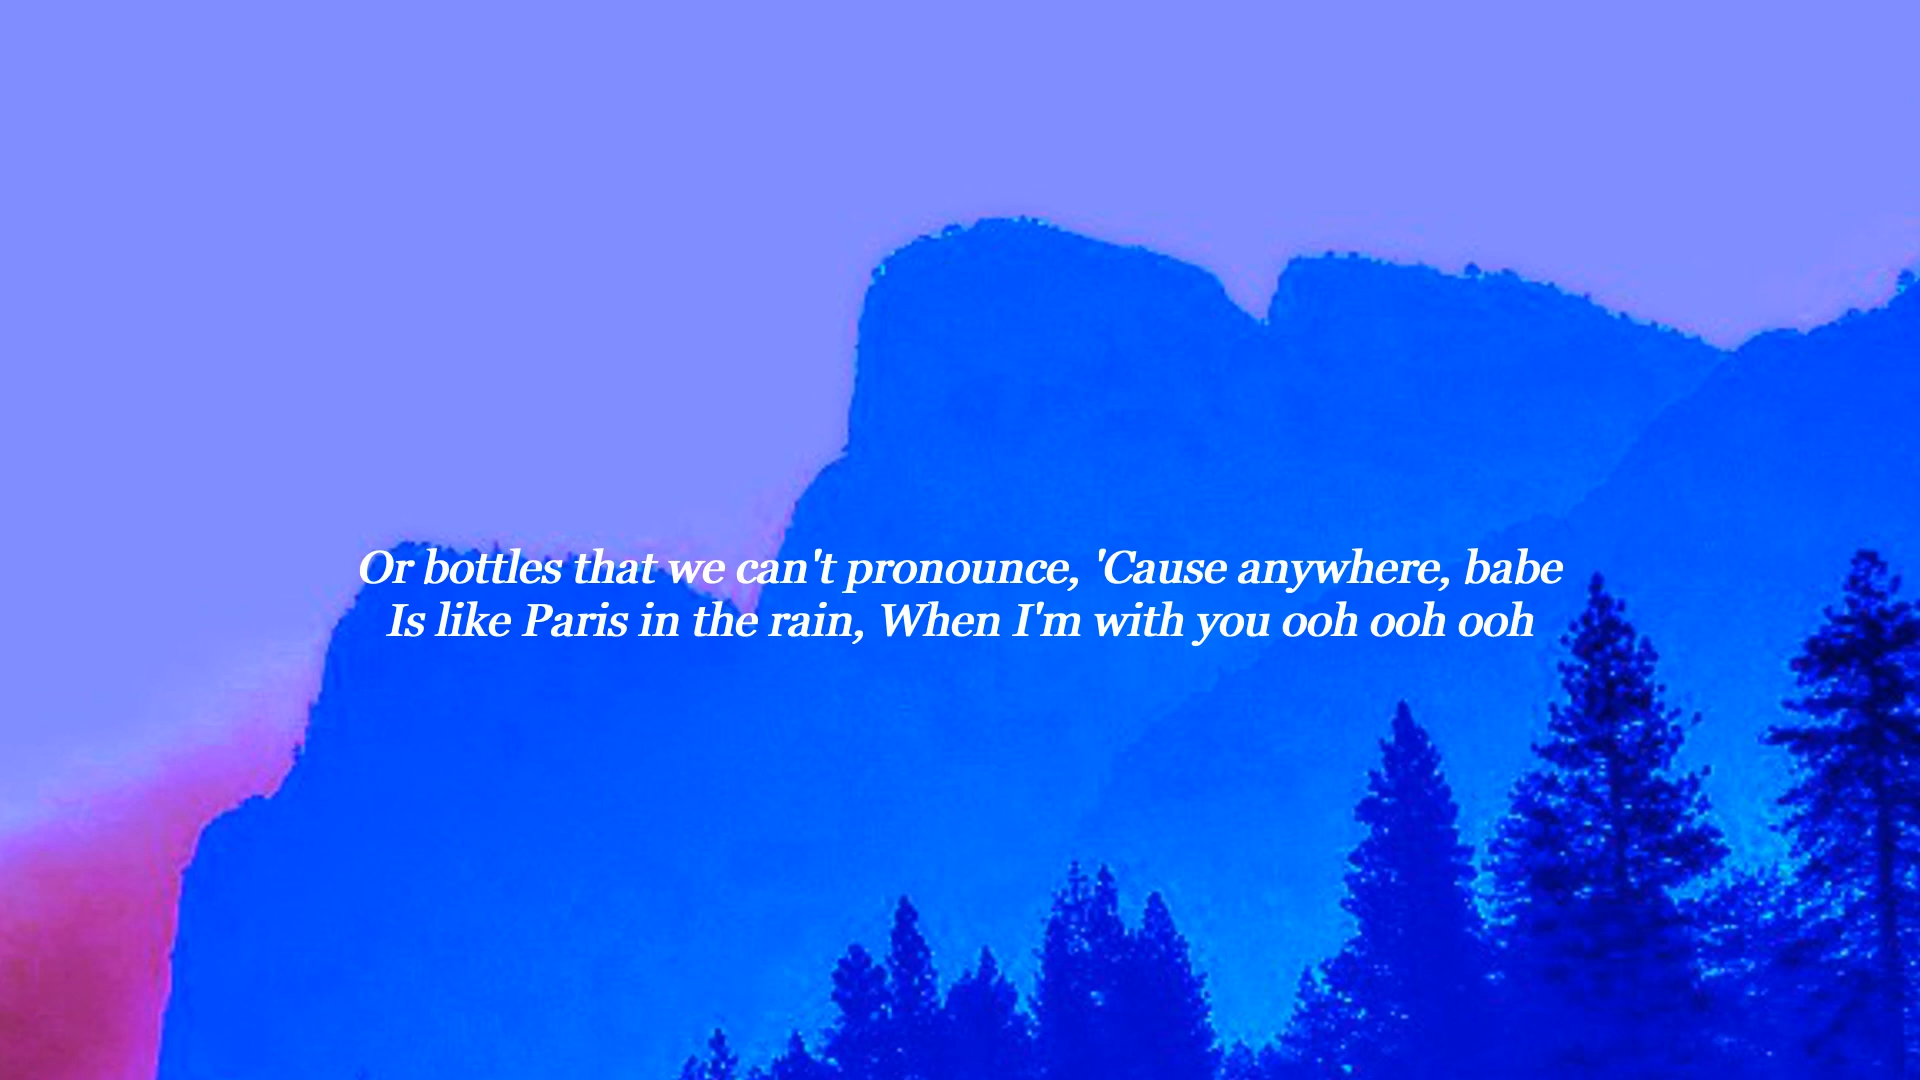 Or bottles that we can't pronounce, 'Cause anywhere, babe
Is like Paris in the rain, When I'm with you ooh ooh ooh